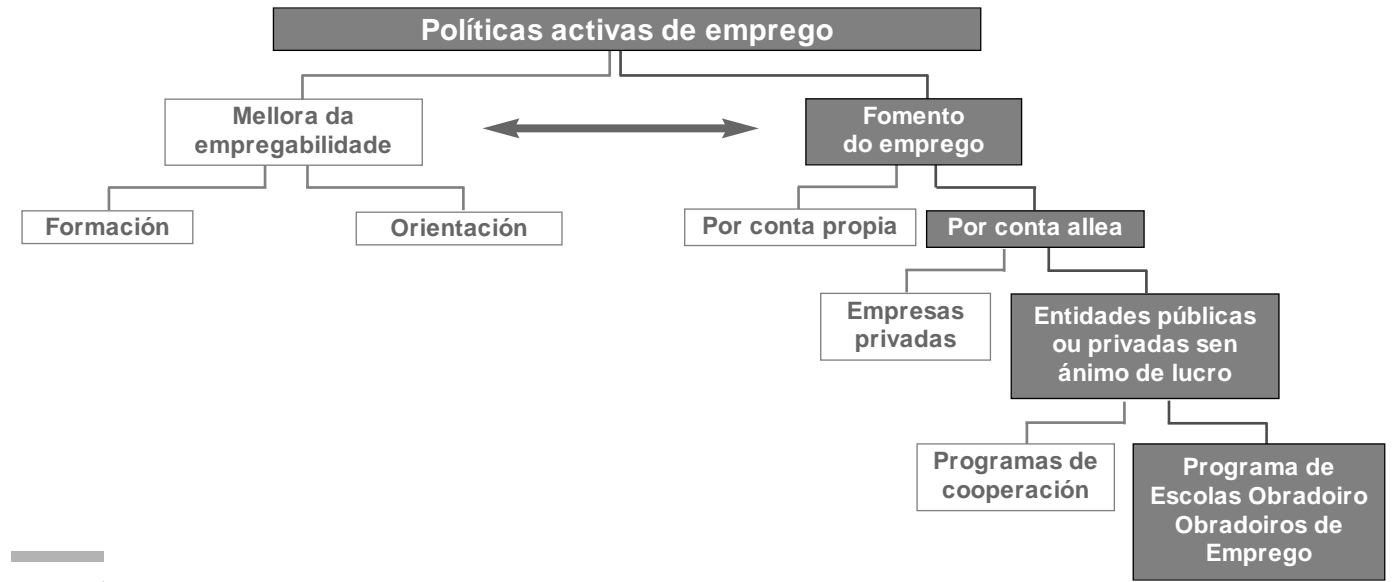 Políticas activas de emprego
Mellora da
empregabilidade
Fomento
do emprego
Formación
Orientación
Por conta propia
Por conta allea
Empresas
privadas
Entidades públicas
ou privadas sen
ánimo de lucro
Programas de
cooperación
Programa de
Escolas Obradoiro
Obradoiros de
Emprego